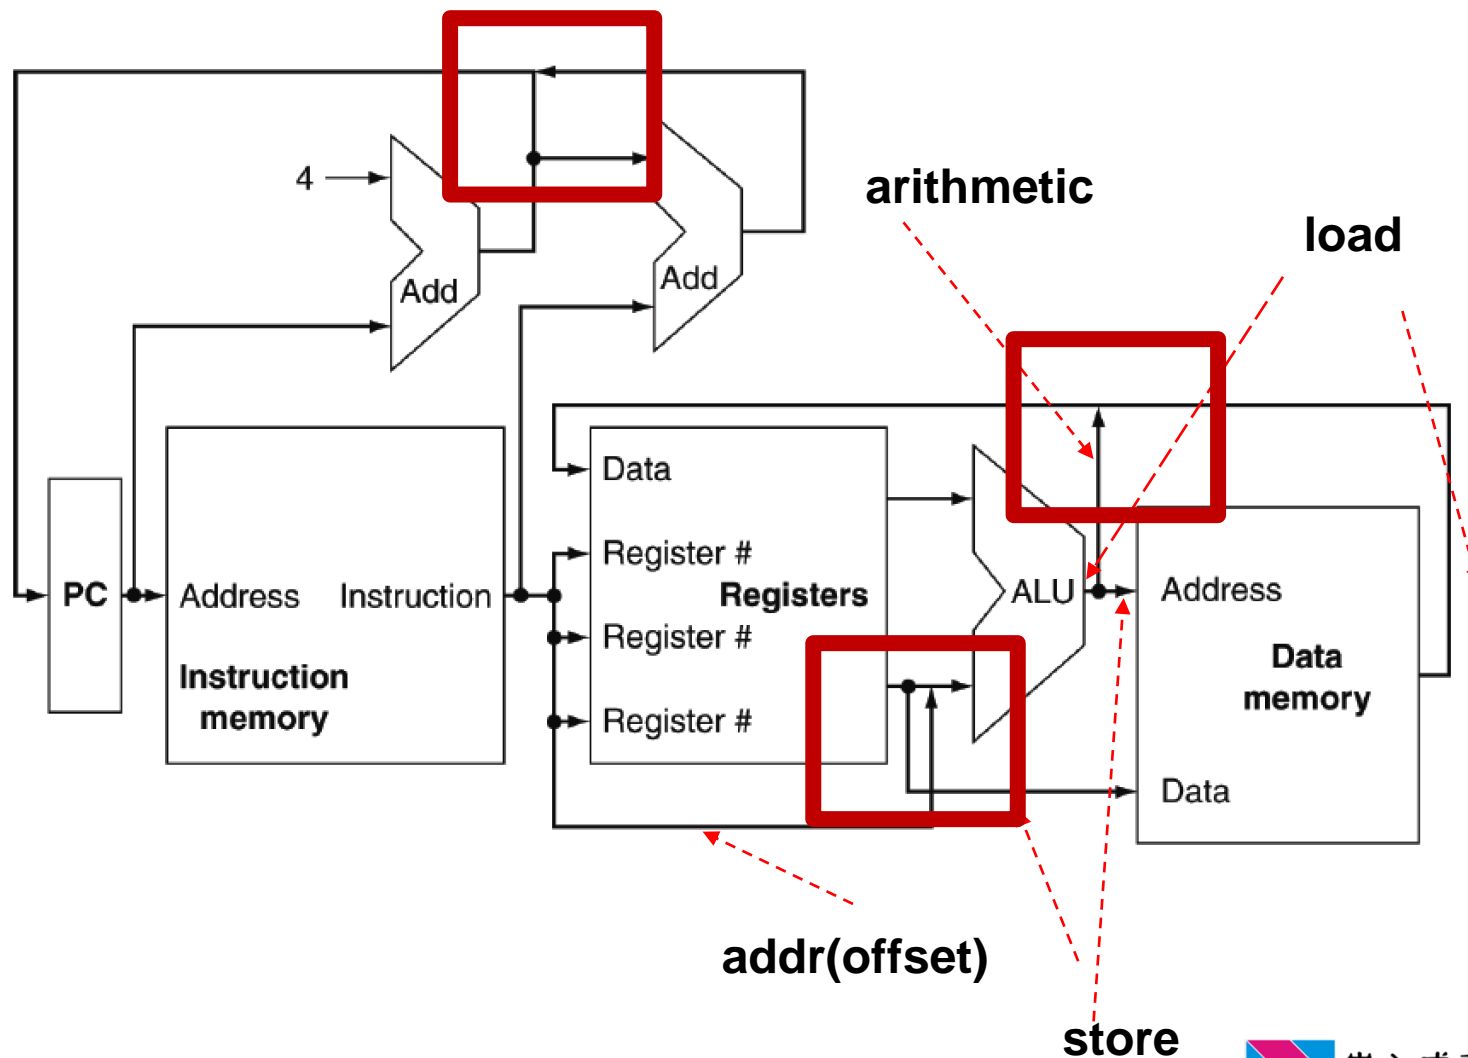 4
arithmetic
load
Add
Add
Data
Register #
PC
Address
Instruction
Registers
ALU
Address
Register #
Instruction
memory
Data
memory
Register #
Data
addr(offset)
store